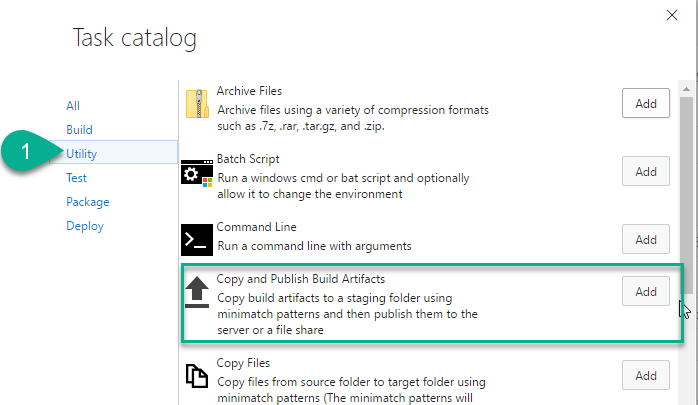 Task catalog
All
Build
1
Utility
Test
Package
Deploy
Archive Files
Archive files using a variety of compression formats
such as .7z, .rar, .tar.gz, and .zip.
Add
Batch Script
Run a windows cmd or bat script and optionally
allow it to change the environment
Add
Command Line
Run a command line with arguments
Add
Copy and Publish Build Artifacts
Copy build artifacts to a staging folder using
minimatch patterns and then publish them to the
server or a file share
Add
Copy Files
Copy files from source folder to target folder using
minimatch patterns (The minimatch patterns will
Add